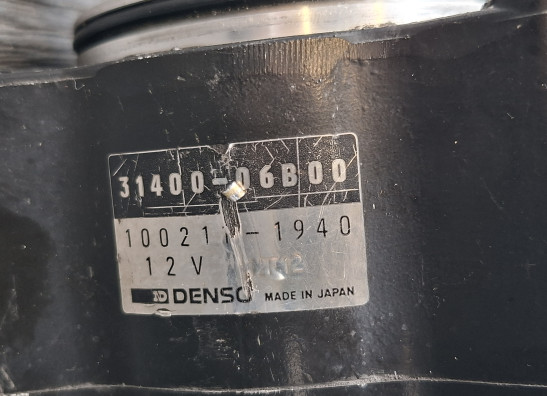 31400-06B00
100211-1940
12V
DENSO MADE IN JAPAN